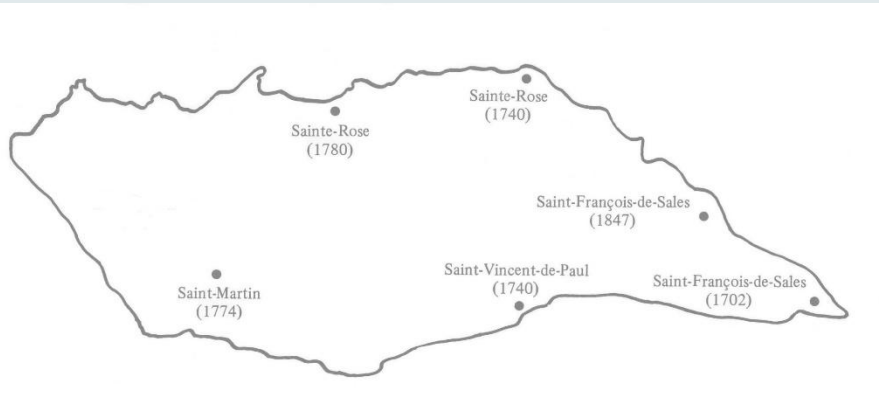 Sainte-Rose
(1740)
Sainte-Rose
(1780)
Saint-François-de-Sales
(1847)
Saint-Vincent-de-Paul
(1740)
Saint-François-de-Sales
(1702)
Saint-Martin
(1774)